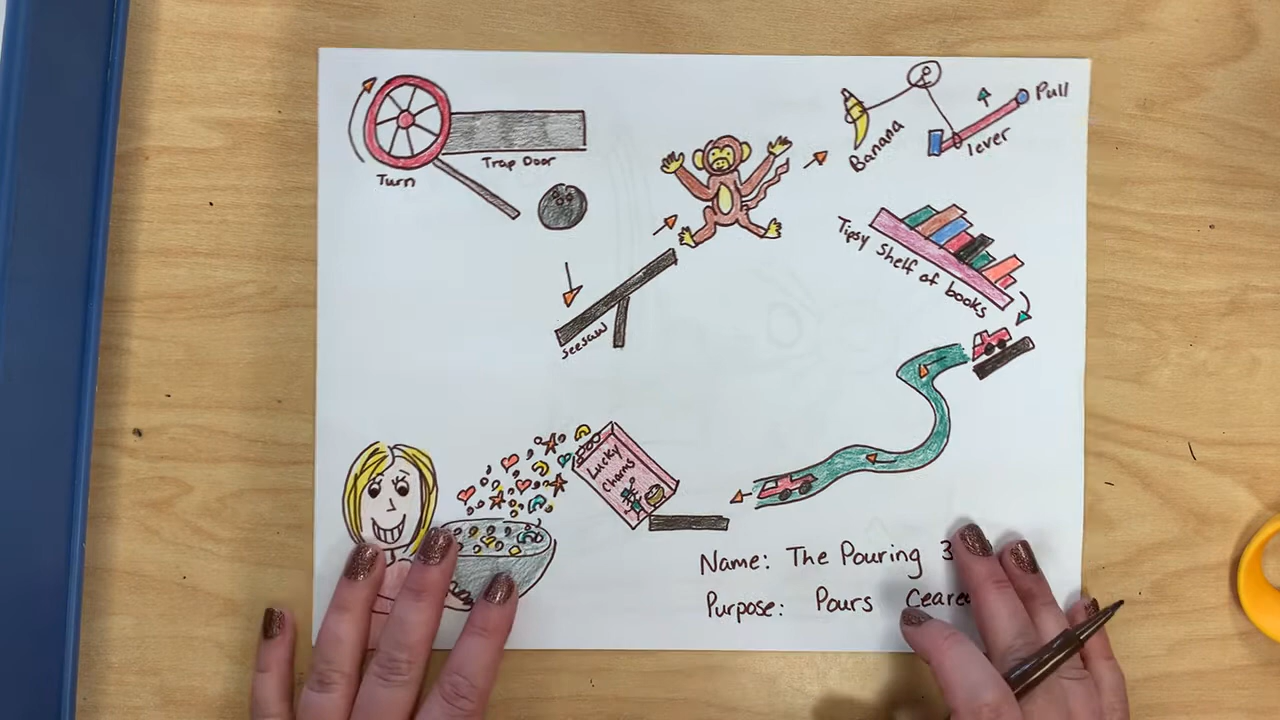 Turn
Trap Door
seesaw
Banana
lever
Pull
Tipsy Shelf of books
Lucky
Charms
Name: The Pouring 3
Purpose: Pours